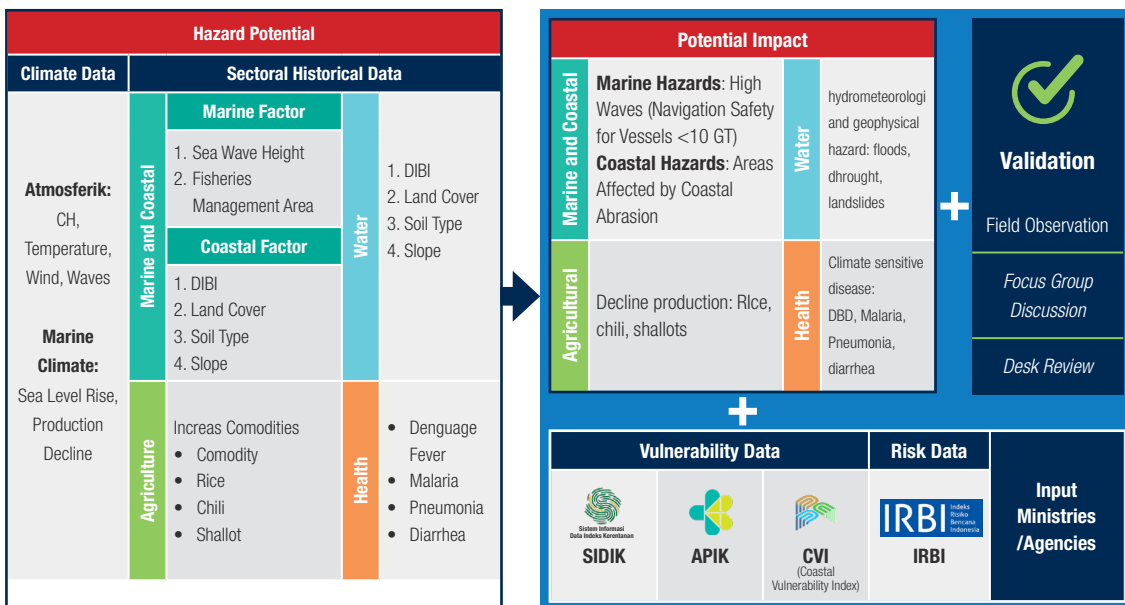 Hazard Potential
Climate Data
Sectoral Historical Data
Atmosferik:
CH,
Temperature,
Wind, Waves
Marine
Climate:
Sea Level Rise,
Production
Decline
Marine and Coastal
Marine Factor
1. Sea Wave Height
2. Fisheries
Management Area
Coastal Factor
1. DIBI
2. Land Cover
3. Soil Type
4. Slope
Water
1. DIBI
2. Land Cover
3. Soil Type
4. Slope
Agriculture
Increas Comodities
• Comodity
• Rice
• Chili
• Shallot
Health
• Denguage
Fever
• Malaria
• Pneumonia
• Diarrhea
Potential Impact
Marine and Coastal
Marine Hazards: High
Waves (Navigation Safety
for Vessels <10 GT)
Coastal Hazards: Areas
Affected by Coastal
Abrasion
Water
hydrometeorologi
and geophysical
hazard: floods,
dhrought,
landslides
Agricultural
Decline production: RIce,
chili, shallots
Health
Climate sensitive
disease:
DBD, Malaria,
Pneumonia,
diarrhea
+
Validation
Field Observation
Focus Group
Discussion
Desk Review
+
Vulnerability Data
Risk Data
Sistem Informasi
Data Indeks Kerentanan
SIDIK
APIK
CVI
(Coastal
Vulnerability Index)
IRBI
Indeks
Risiko
Bencana
Indonesia
IRBI
Input
Ministries
/Agencies